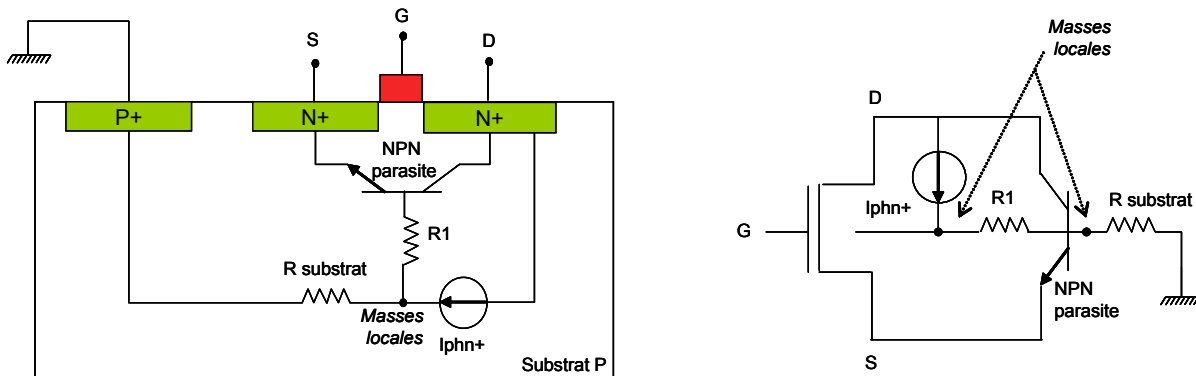 G
S
D
P+
N+
N+
NPN
parasite
R1
R substrat
Masses
locales
Iphn+
Substrat P
Masses
locales
D
Iphn+
R1
R substrat
G
NPN
parasite
S